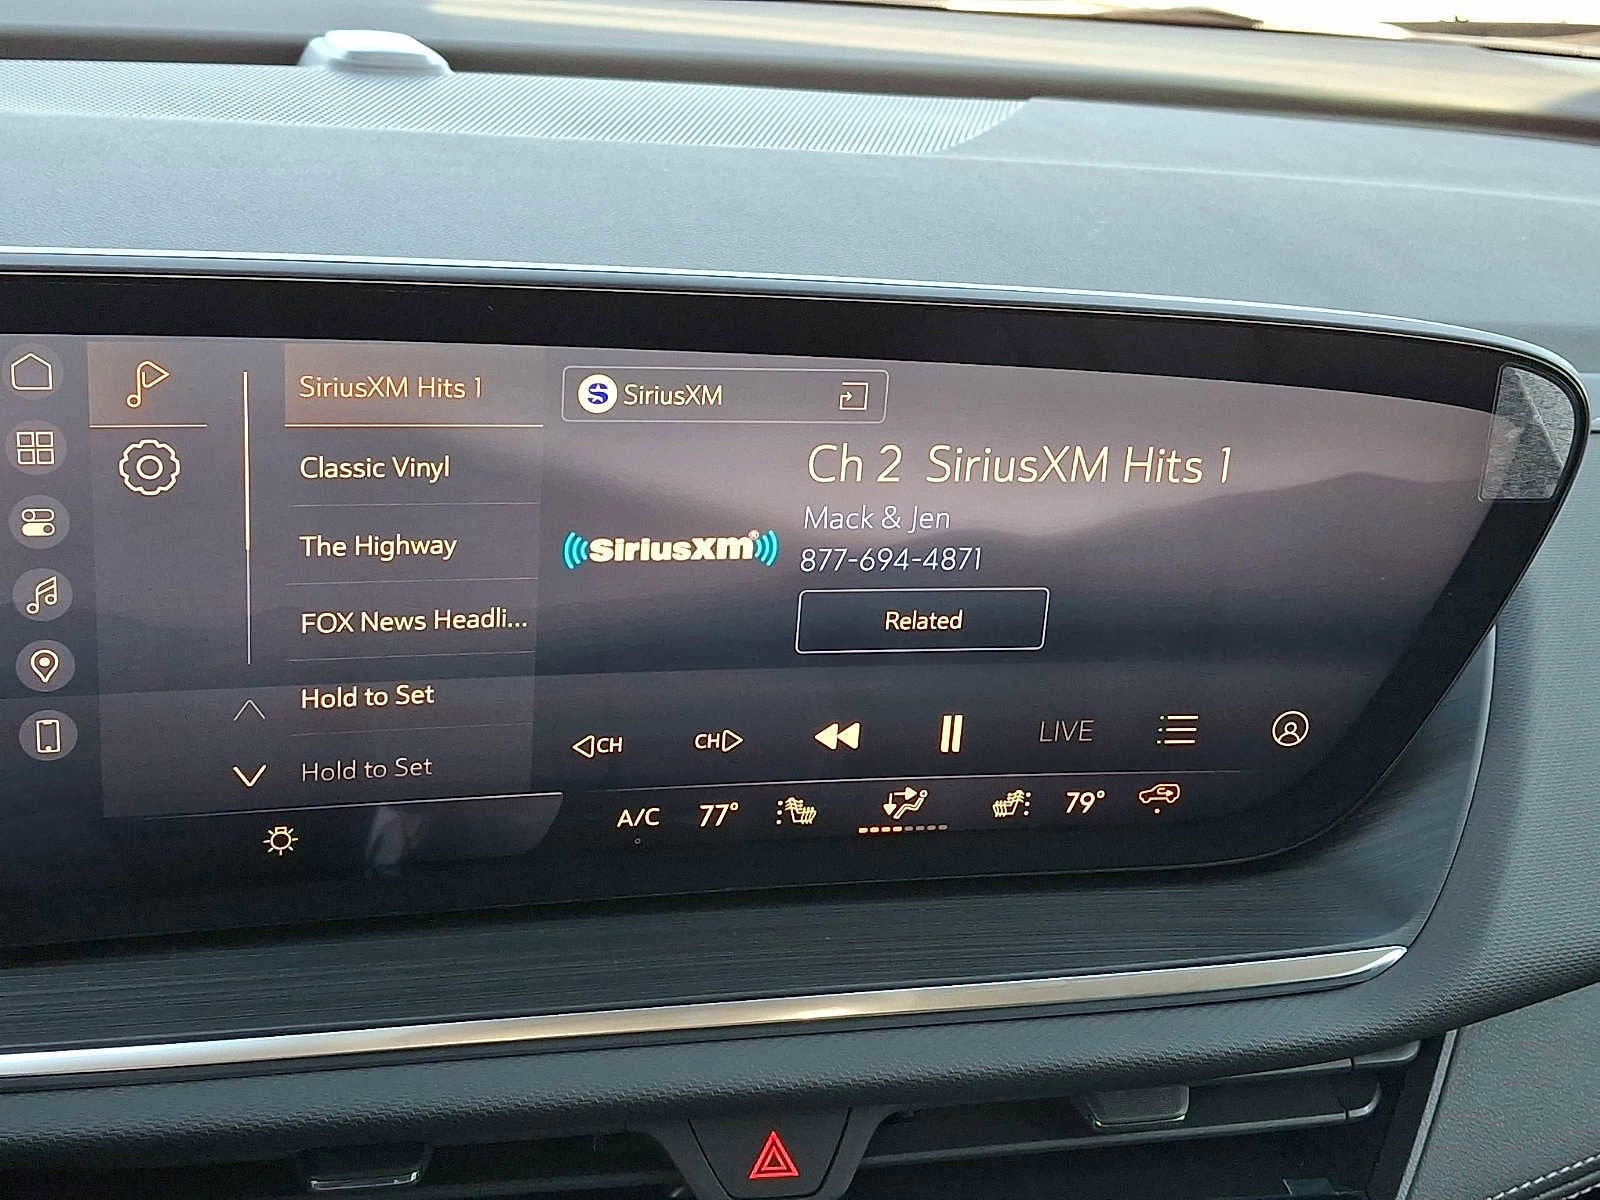 SiriusXM Hits 1
Classic Vinyl
The Highway
FOX News Headli...
Hold to Set
Hold to Set
SiriusXM
Ch 2 SiriusXM Hits 1
Mack & Jen
877-694-4871
((SiriusXM®))
Related
CH
CH
LIVE
A/C 77° 79°